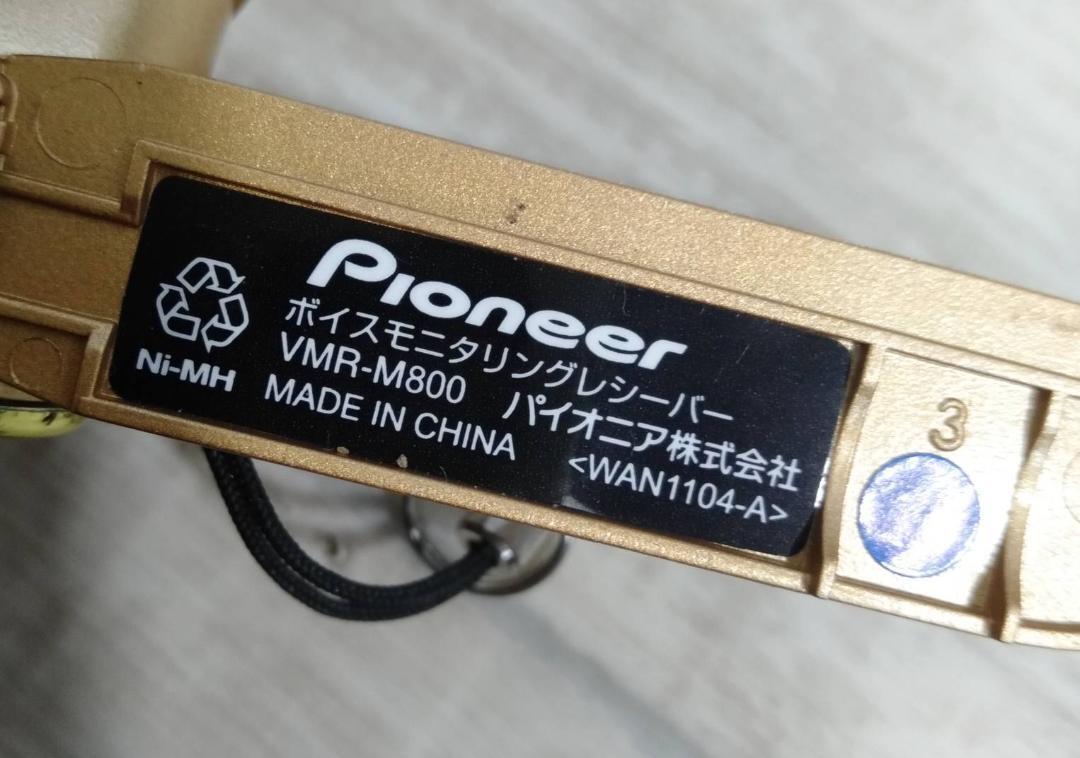 Pioneer
ボイスモニタリングレシーバー
VMR-M800 パイオニア株式会社
MADE IN CHINA <WAN1104-A>
Ni-MH
3